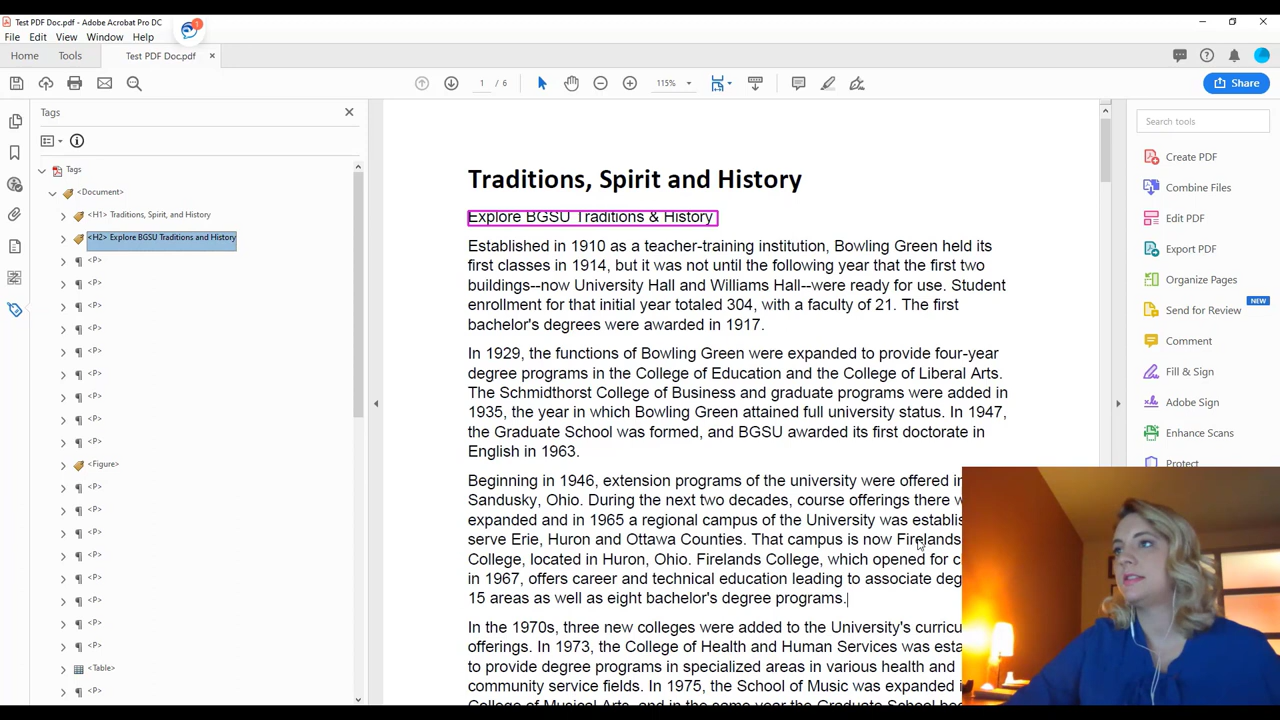 Test PDF Doc.pdf - Adobe Acrobat Pro DC
1
File Edit View Window Help
Home Tools Test PDF Doc.pdf
1 / 6 115% Share
Tags
Tags
<Document>
<H1> Traditions, Spirit, and History
<H2> Explore BGSU Traditions and History
<P>
<P>
<P>
<P>
<P>
<P>
<P>
<P>
<P>
<Figure>
<P>
<P>
<P>
<P>
<P>
<P>
<P>
<P>
<Table>
<P>
Traditions, Spirit and History
Explore BGSU Traditions & History
Established in 1910 as a teacher-training institution, Bowling Green held its
first classes in 1914, but it was not until the following year that the first two
buildings--now University Hall and Williams Hall--were ready for use. Student
enrollment for that initial year totaled 304, with a faculty of 21. The first
bachelor's degrees were awarded in 1917.
In 1929, the functions of Bowling Green were expanded to provide four-year
degree programs in the College of Education and the College of Liberal Arts.
The Schmidthorst College of Business and graduate programs were added in
1935, the year in which Bowling Green attained full university status. In 1947,
the Graduate School was formed, and BGSU awarded its first doctorate in
English in 1963.
Beginning in 1946, extension programs of the university were offered in
Sandusky, Ohio. During the next two decades, course offerings there w
expanded and in 1965 a regional campus of the University was establis
serve Erie, Huron and Ottawa Counties. That campus is now Firelands
College, located in Huron, Ohio. Firelands College, which opened for c
in 1967, offers career and technical education leading to associate deg
15 areas as well as eight bachelor's degree programs.
In the 1970s, three new colleges were added to the University's curricu
offerings. In 1973, the College of Health and Human Services was esta
to provide degree programs in specialized areas in various health and
community service fields. In 1975, the School of Music was expanded i
College of Musical Arts, and in the same year the Graduate School
Search tools
Create PDF
Combine Files
Edit PDF
Export PDF
Organize Pages
NEW
Send for Review
Comment
Fill & Sign
Adobe Sign
Enhance Scans
Protect